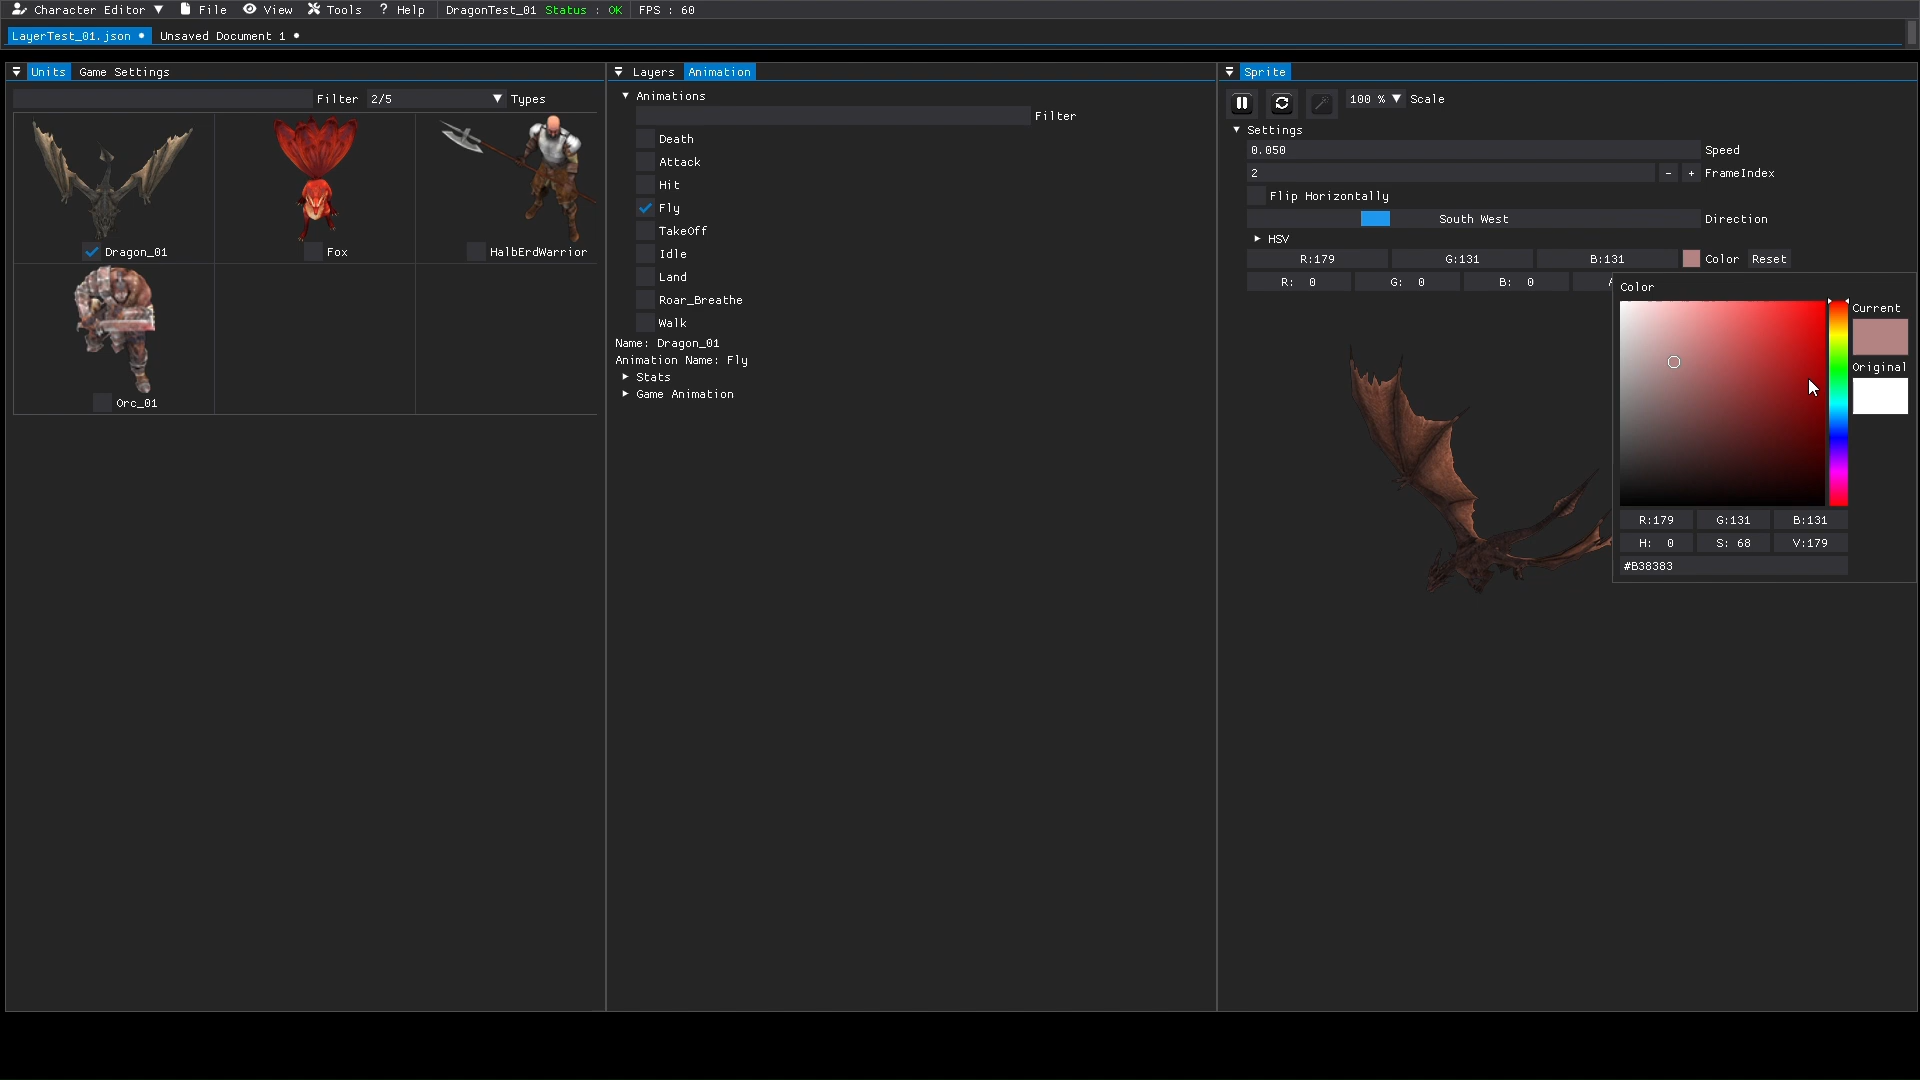 Character Editor File View Tools ? Help DragonTest_01 Status : OK FPS : 60
LayerTest_01.json Unsaved Document 1
Units Game Settings
Filter 2/5 Types
Dragon_01 Fox HalbErdWarrior
Orc_01
Layers Animation
Animations
Filter
Death
Attack
Hit
Fly
TakeOff
Idle
Land
Roar_Breathe
Walk
Name: Dragon_01
Animation Name: Fly
Stats
Game Animation
Sprite
100 % Scale
Settings
0.050 Speed
2 - + FrameIndex
Flip Horizontally
South West Direction
HSV
R:179 G:131 B:131 Color Reset
R: 0 G: 0 B: 0
Color
Current
Original
R:179 G:131 B:131
H: 0 S: 68 V:179
#B38383